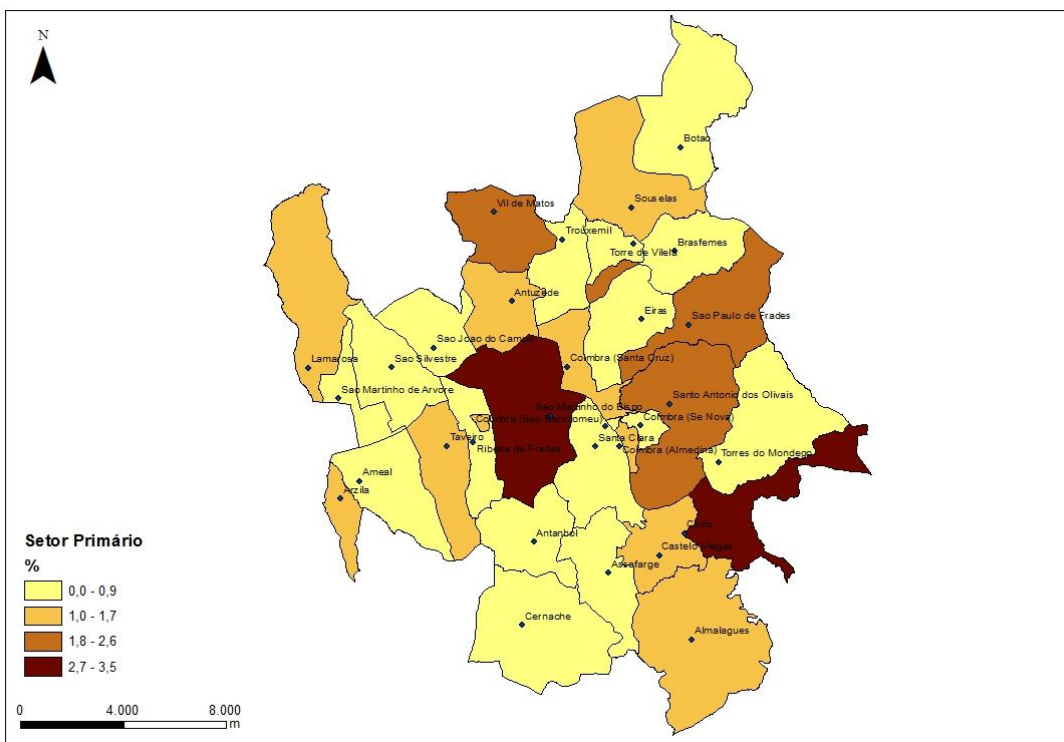 N
Botao
Souselas
Vil de Matos
Trouxemil
Torre de Vilela
Brasfemes
Antuzede
Eiras
Sao Paulo de Frades
Sao Joao do Campo
Coimbra (Santa Cruz)
Lamarosa
Sao Silvestre
Sao Martinho de Arvore
Santo Antonio dos Olivais
Sao Martinho do Bispo
Coimbra (Sao Bartolomeu)
Coimbra (Se Nova)
Taveiro
Ribeira de Frades
Santa Clara
Coimbra (Almedina)
Torres do Mondego
Ameal
Arzila
Antanhol
Ceira
Castelo Viegas
Assafarge
Cernache
Almalagues
Setor Primário
%
0,0 - 0,9
1,0 - 1,7
1,8 - 2,6
2,7 - 3,5
0 4.000 8.000
m